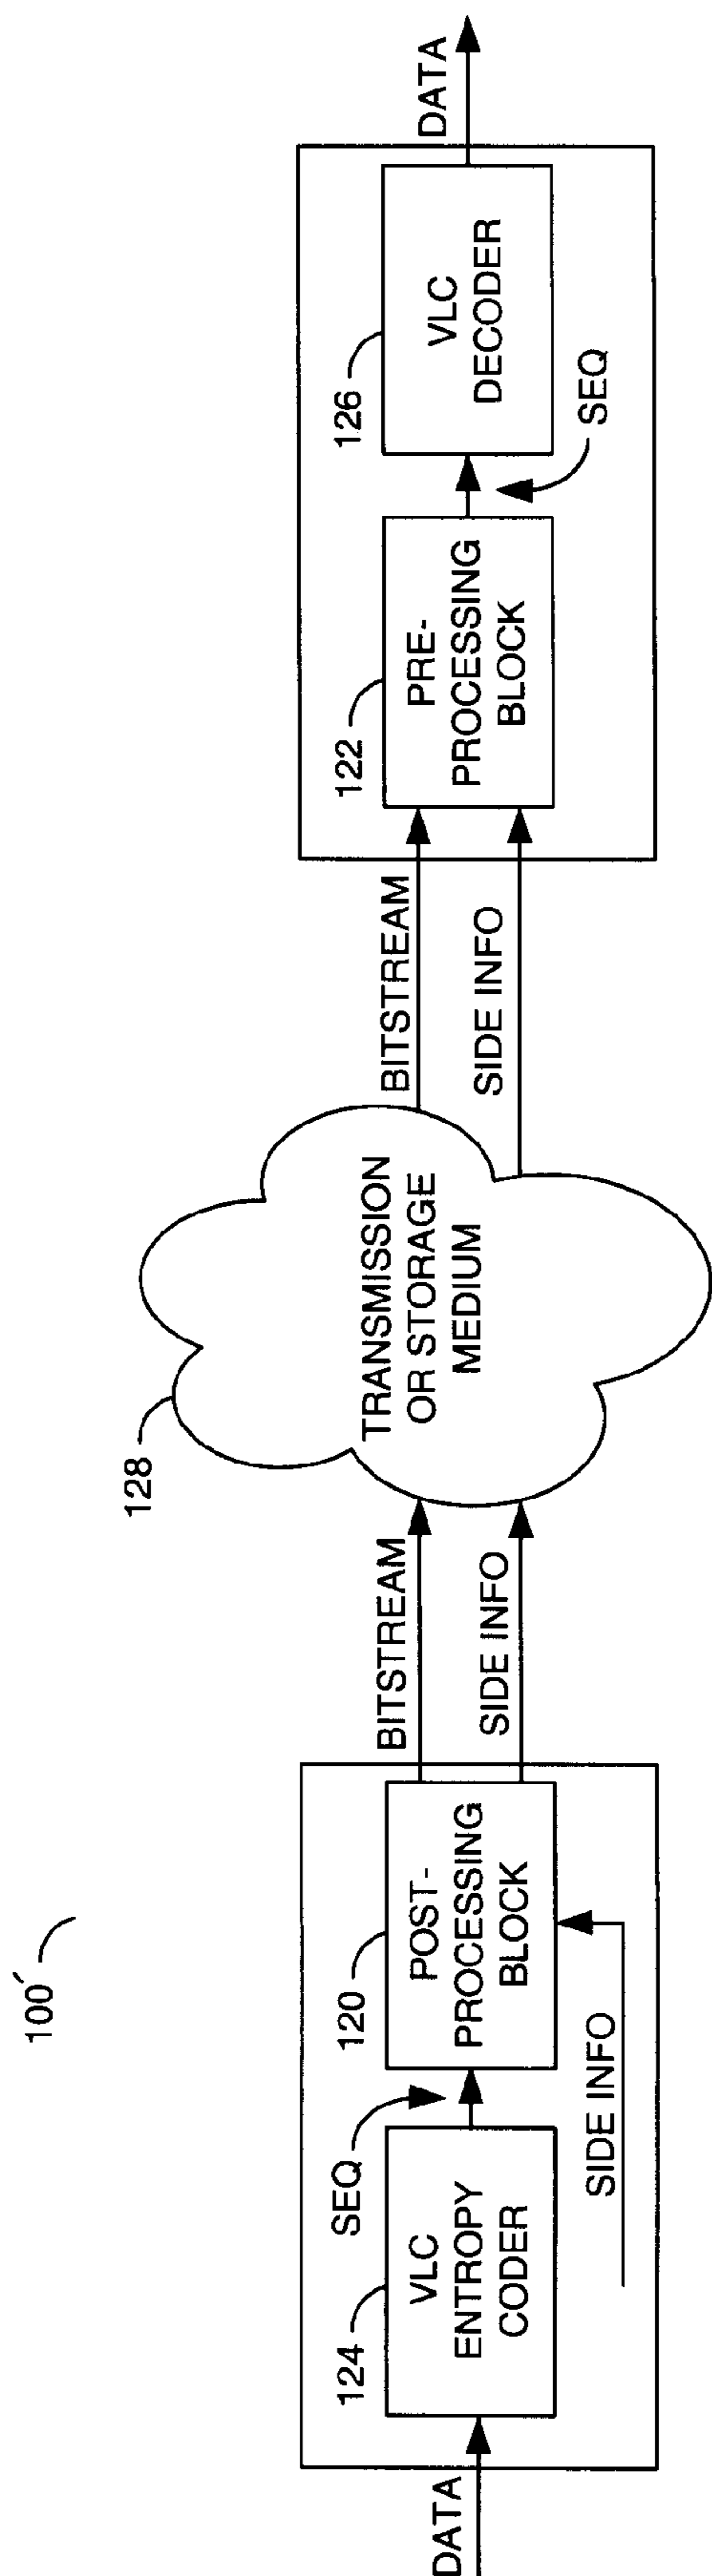 100′
DATA
124
VLC
ENTROPY
CODER
SEQ
120
POST-
PROCESSING
BLOCK
SIDE INFO
BITSTREAM
SIDE INFO
128
TRANSMISSION
OR STORAGE
MEDIUM
BITSTREAM
SIDE INFO
122
PRE-
PROCESSING
BLOCK
SEQ
126
VLC
DECODER
DATA